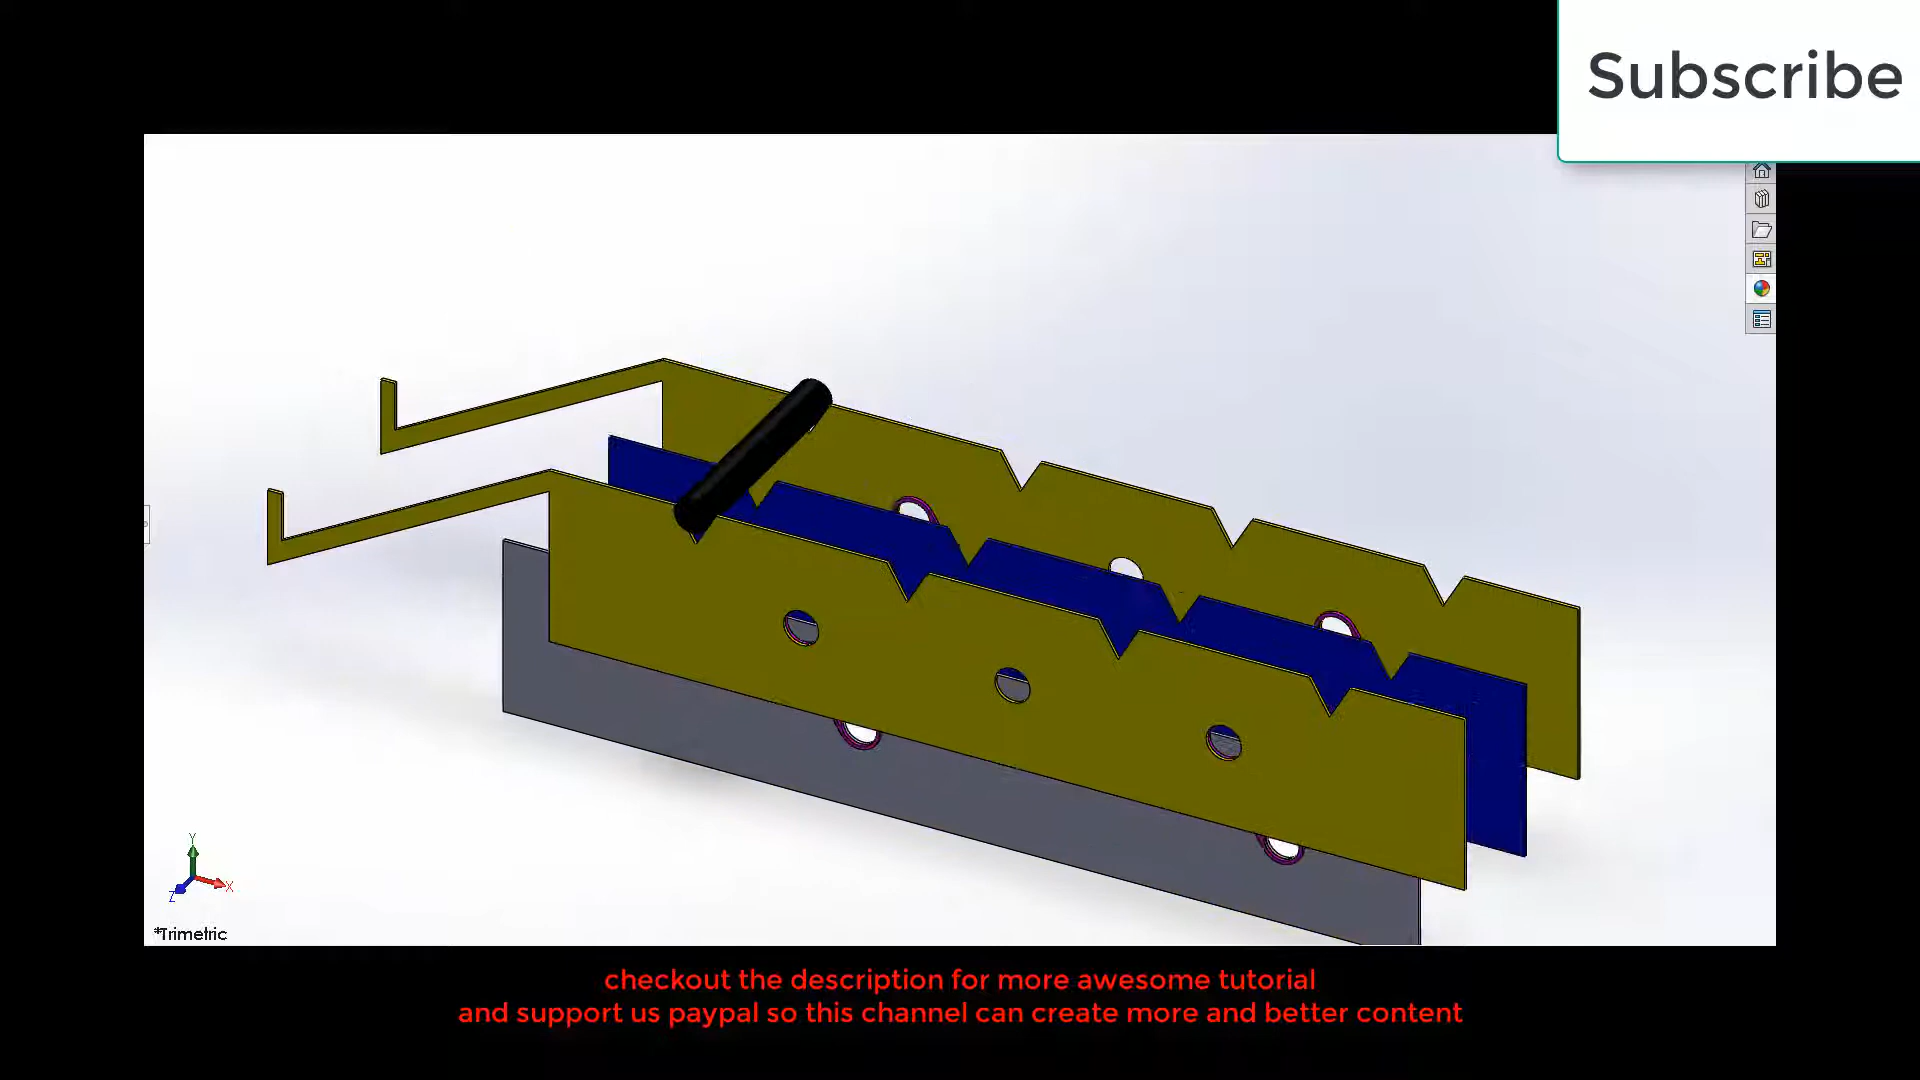 Subscribe
Y
X
Z
*Trimetric
checkout the description for more awesome tutorial
and support us paypal so this channel can create more and better content